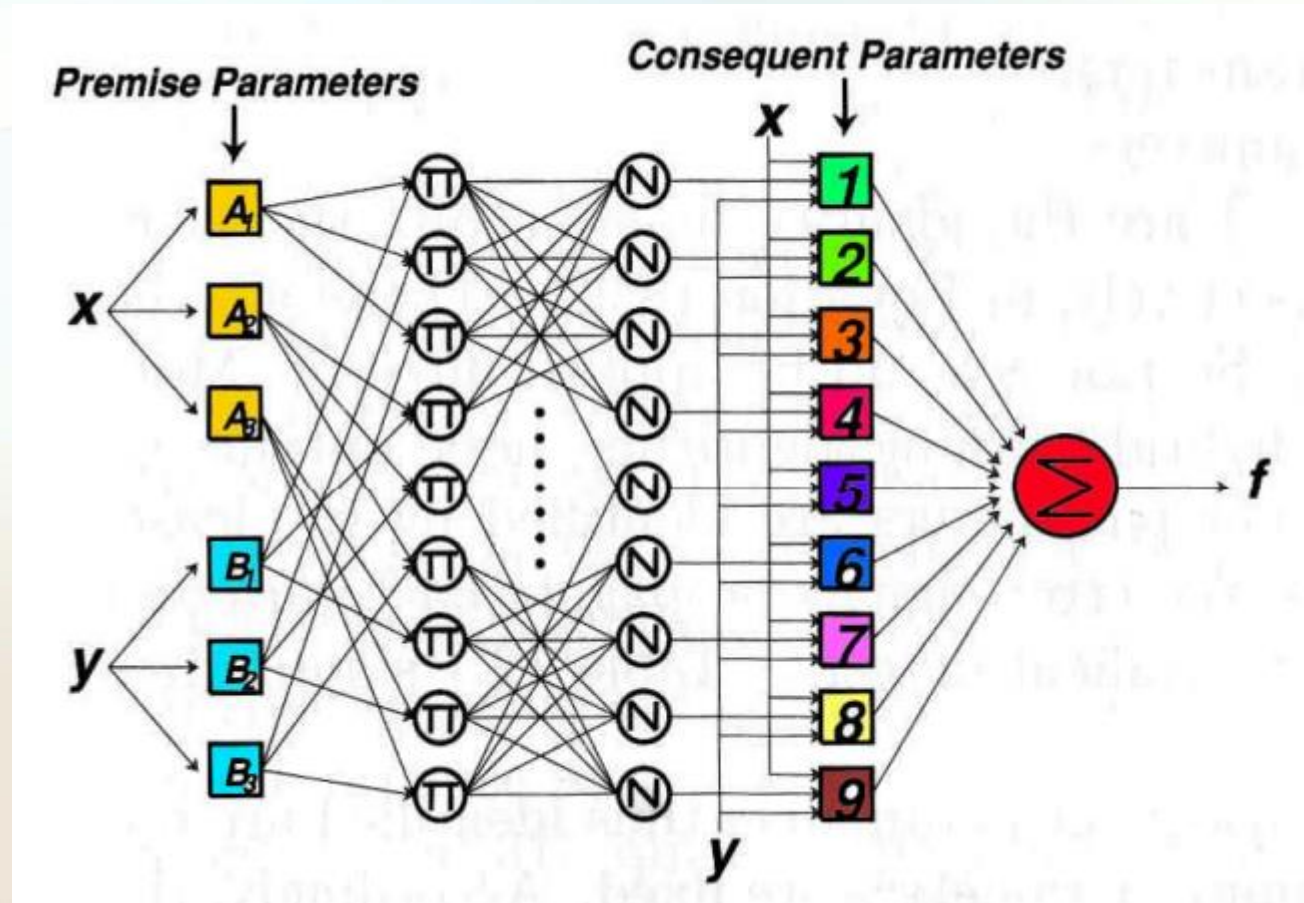 Premise Parameters
Consequent Parameters
x
A1
A2
A3
x
B1
B2
B3
y
Π
Π
Π
Π
Π
Π
Π
Π
Π
N
N
N
N
N
N
N
N
N
1
2
3
4
5
6
7
8
9
y
Σ
f